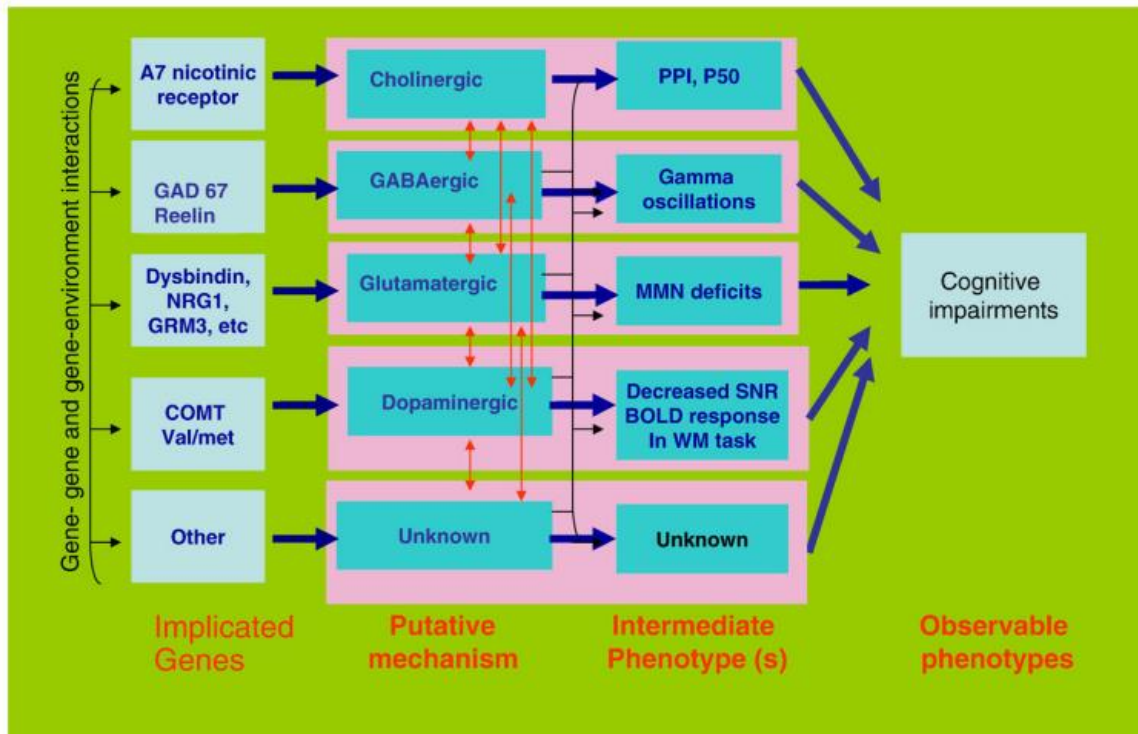 Gene- gene and gene-environment interactions
A7 nicotinic
receptor
Cholinergic
PPI, P50
GAD 67
Reelin
GABAergic
Gamma
oscillations
Dysbindin,
NRG1,
GRM3, etc
Glutamatergic
MMN deficits
Cognitive
impairments
COMT
Val/met
Dopaminergic
Decreased SNR
BOLD response
In WM task
Other
Unknown
Unknown
Implicated
Genes
Putative
mechanism
Intermediate
Phenotype (s)
Observable
phenotypes